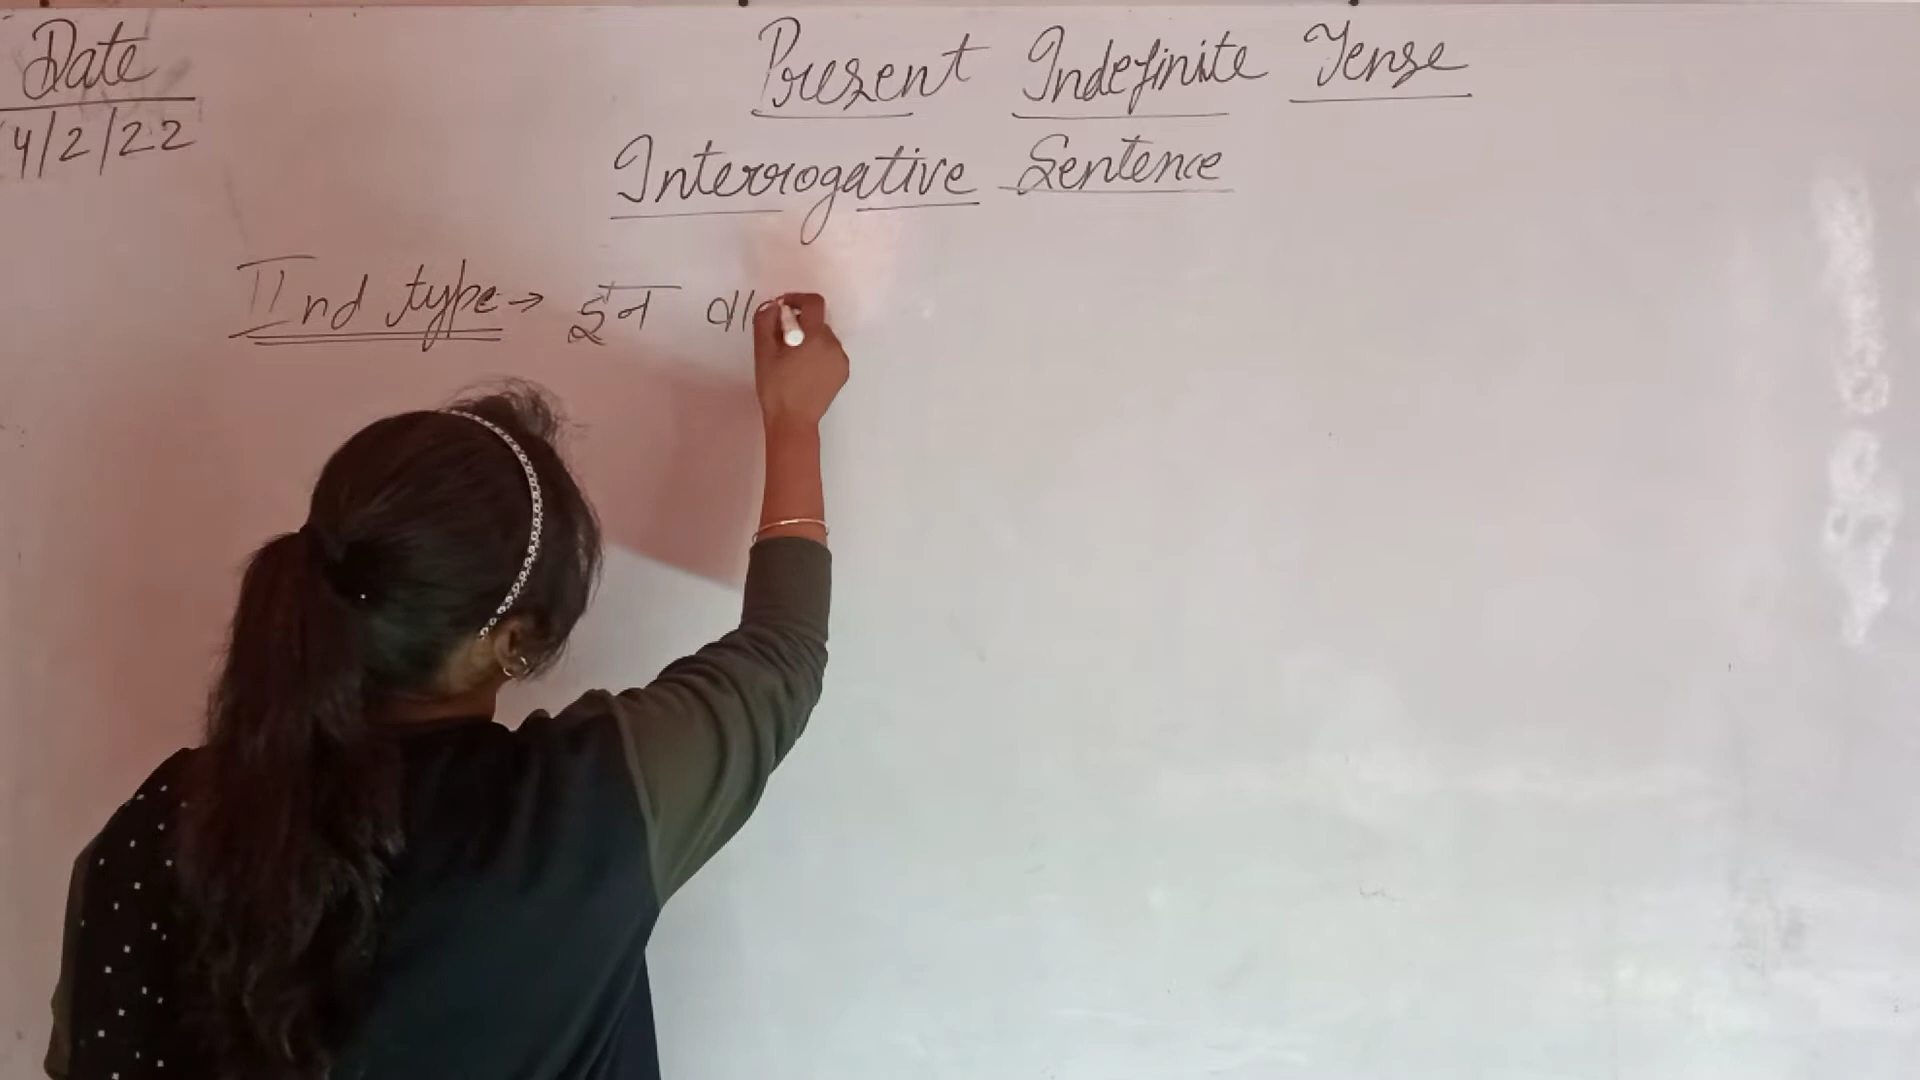 Date
4/2/22
Present Indefinite Tense
Interrogative Sentence
IInd type → इन